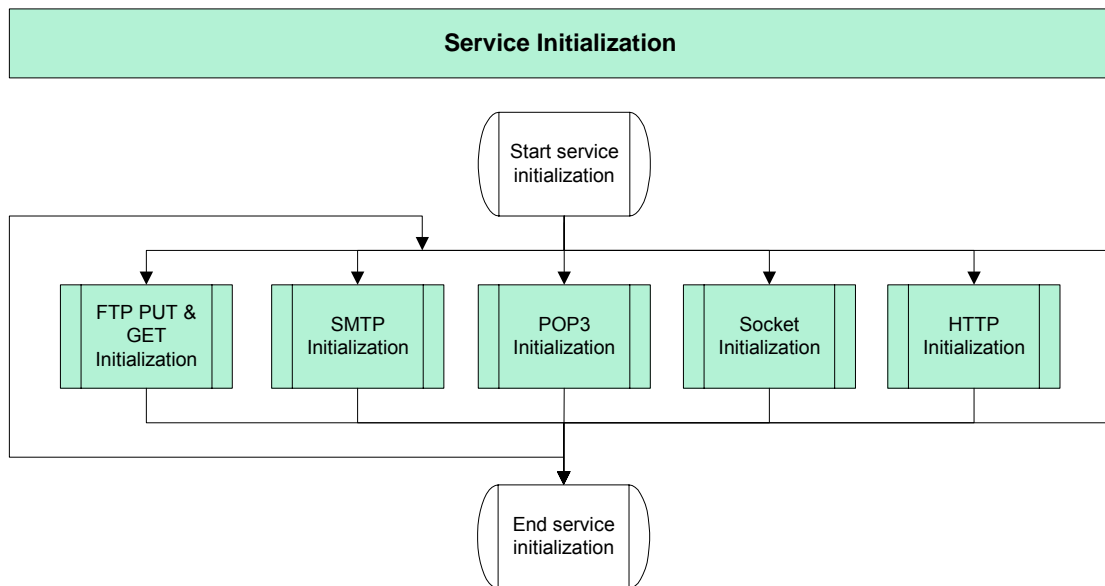 Service Initialization
Start service
initialization
FTP PUT &
GET
Initialization
SMTP
Initialization
POP3
Initialization
Socket
Initialization
HTTP
Initialization
End service
initialization